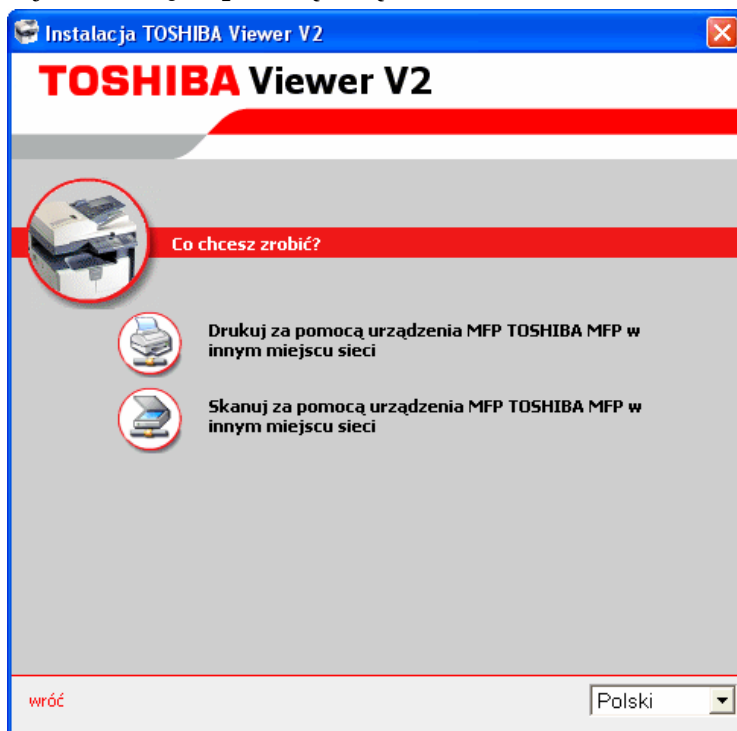 Instalacja TOSHIBA Viewer V2
TOSHIBA Viewer V2
Co chcesz zrobić?
Drukuj za pomocą urządzenia MFP TOSHIBA MFP w
innym miejscu sieci
Skanuj za pomocą urządzenia MFP TOSHIBA MFP w
innym miejscu sieci
wróć
Polski